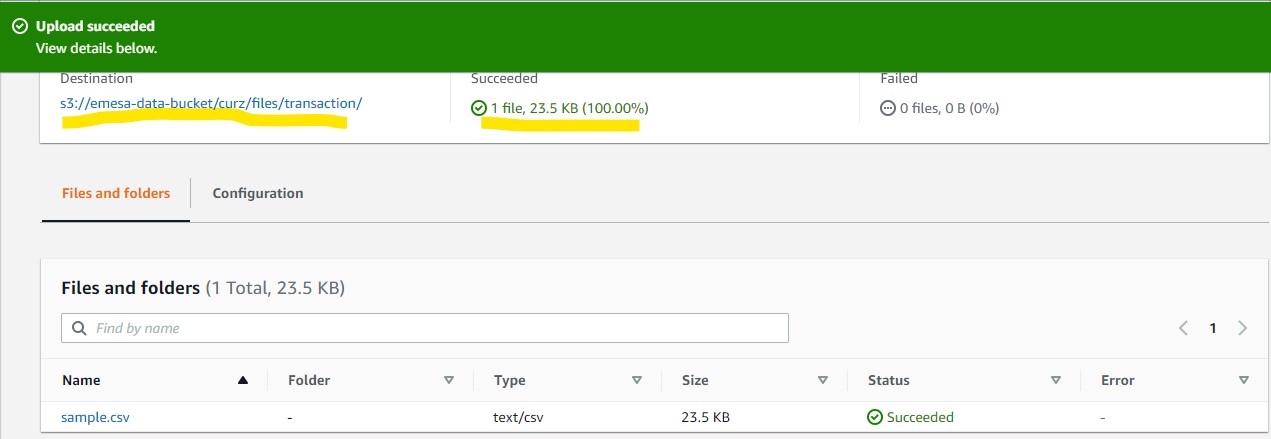 Upload succeeded
View details below.
Destination
Succeeded
Failed
s3://emesa-data-bucket/curz/files/transaction/
1 file, 23.5 KB (100.00%)
0 files, 0 B (0%)
Files and folders
Configuration
Files and folders (1 Total, 23.5 KB)
Find by name
1
Name
Folder
Type
Size
Status
Error
sample.csv
-
text/csv
23.5 KB
Succeeded
-